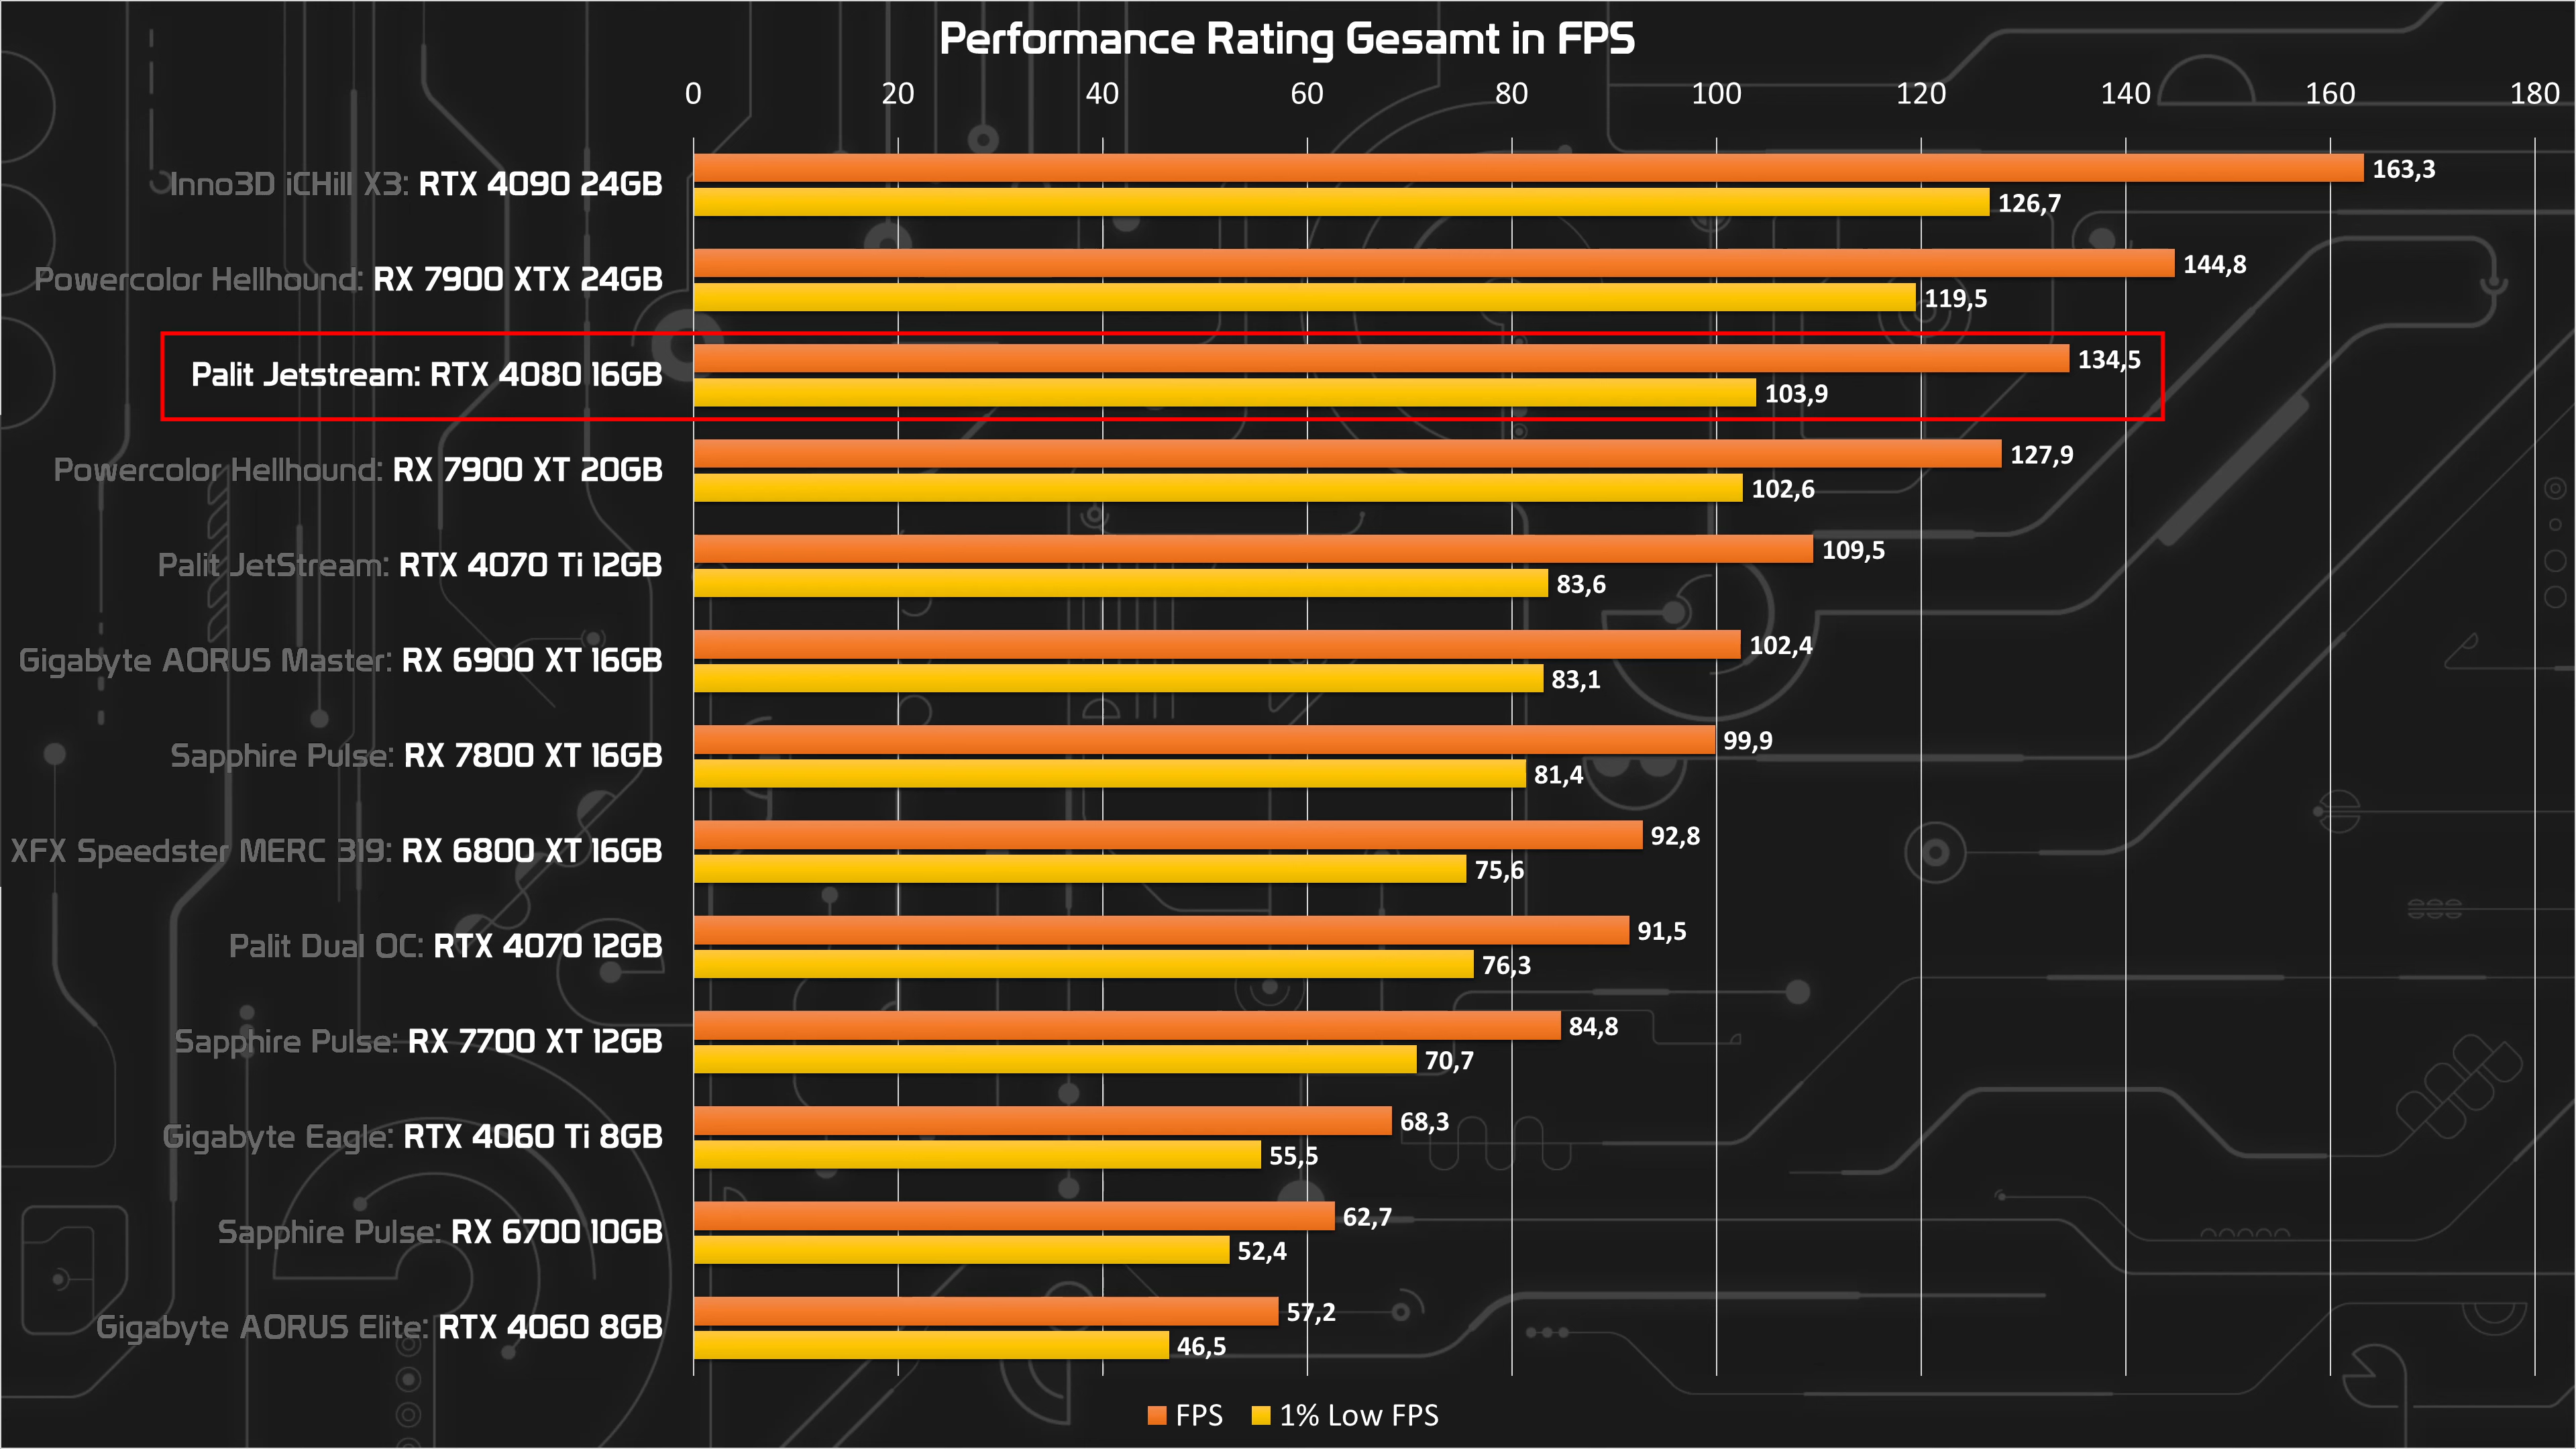 Performance Rating Gesamt in FPS
0 20 40 60 80 100 120 140 160 180
Inno3D iCHill X3: RTX 4090 24GB 163,3
126,7
Powercolor Hellhound: RX 7900 XTX 24GB 144,8
119,5
Palit Jetstream: RTX 4080 16GB 134,5
103,9
Powercolor Hellhound: RX 7900 XT 20GB 127,9
102,6
Palit JetStream: RTX 4070 Ti 12GB 109,5
83,6
Gigabyte AORUS Master: RX 6900 XT 16GB 102,4
83,1
Sapphire Pulse: RX 7800 XT 16GB 99,9
81,4
XFX Speedster MERC 319: RX 6800 XT 16GB 92,8
75,6
Palit Dual OC: RTX 4070 12GB 91,5
76,3
Sapphire Pulse: RX 7700 XT 12GB 84,8
70,7
Gigabyte Eagle: RTX 4060 Ti 8GB 68,3
55,5
Sapphire Pulse: RX 6700 10GB 62,7
52,4
Gigabyte AORUS Elite: RTX 4060 8GB 57,2
46,5
FPS 1% Low FPS